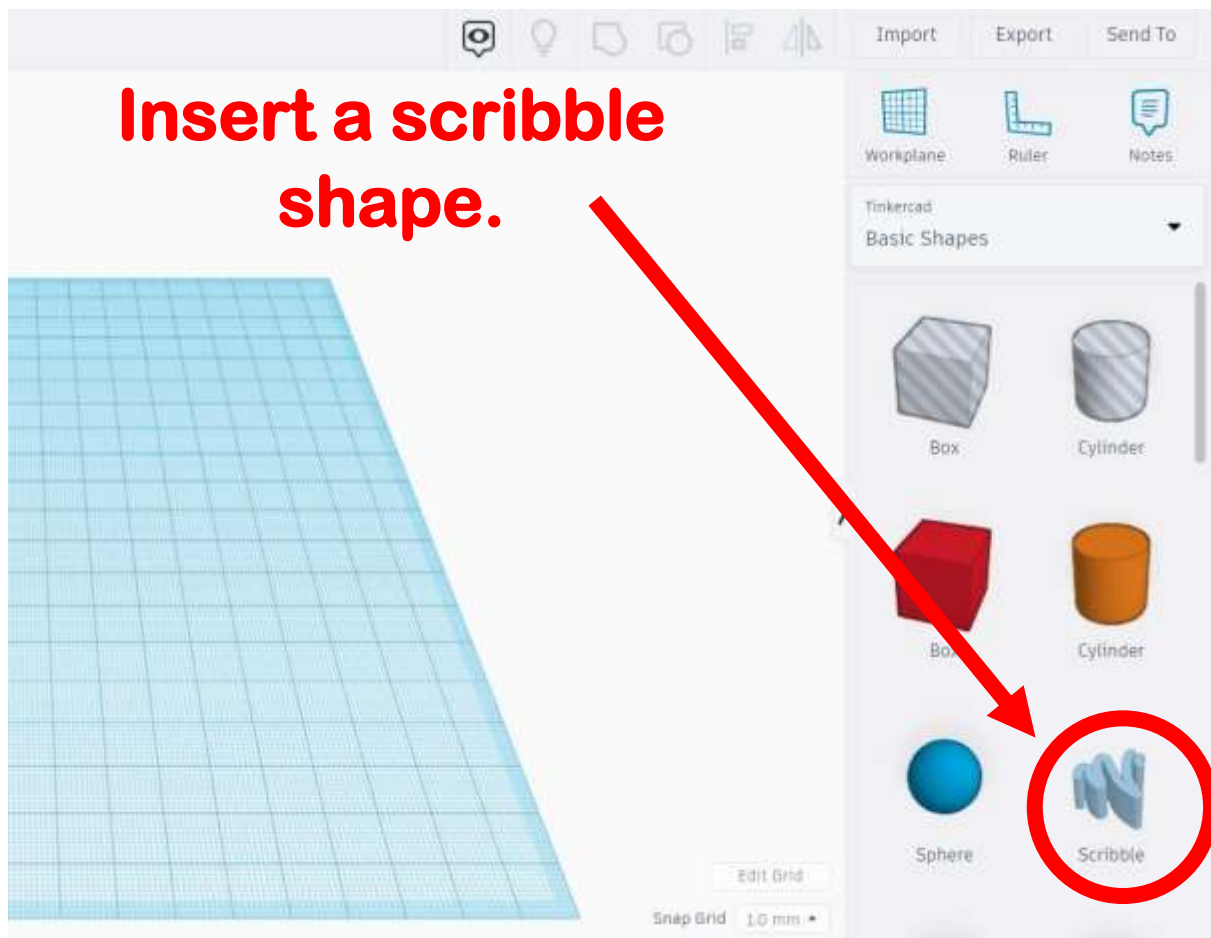 Import Export Send To
Insert a scribble
shape.
Workplane Ruler Notes
Tinkercad
Basic Shapes
Box Cylinder
Box Cylinder
Sphere Scribble
Edit Grid
Snap Grid 1.0 mm